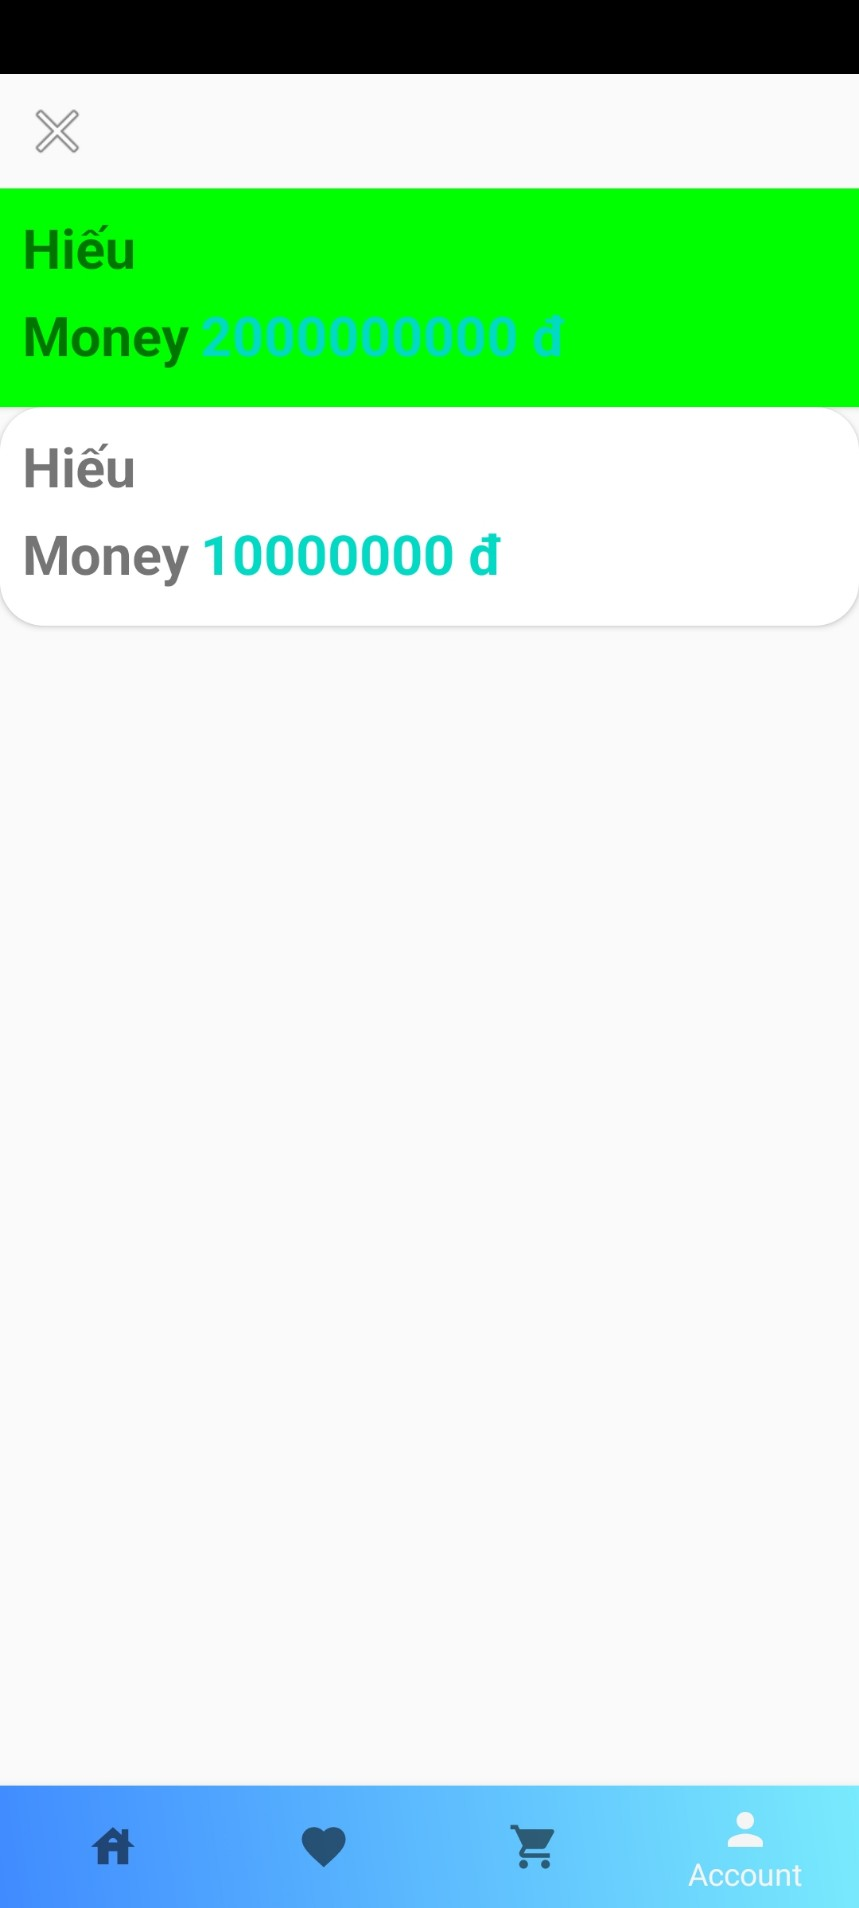 Hiếu
Money 2000000000 đ
Hiếu
Money 10000000 đ
Account